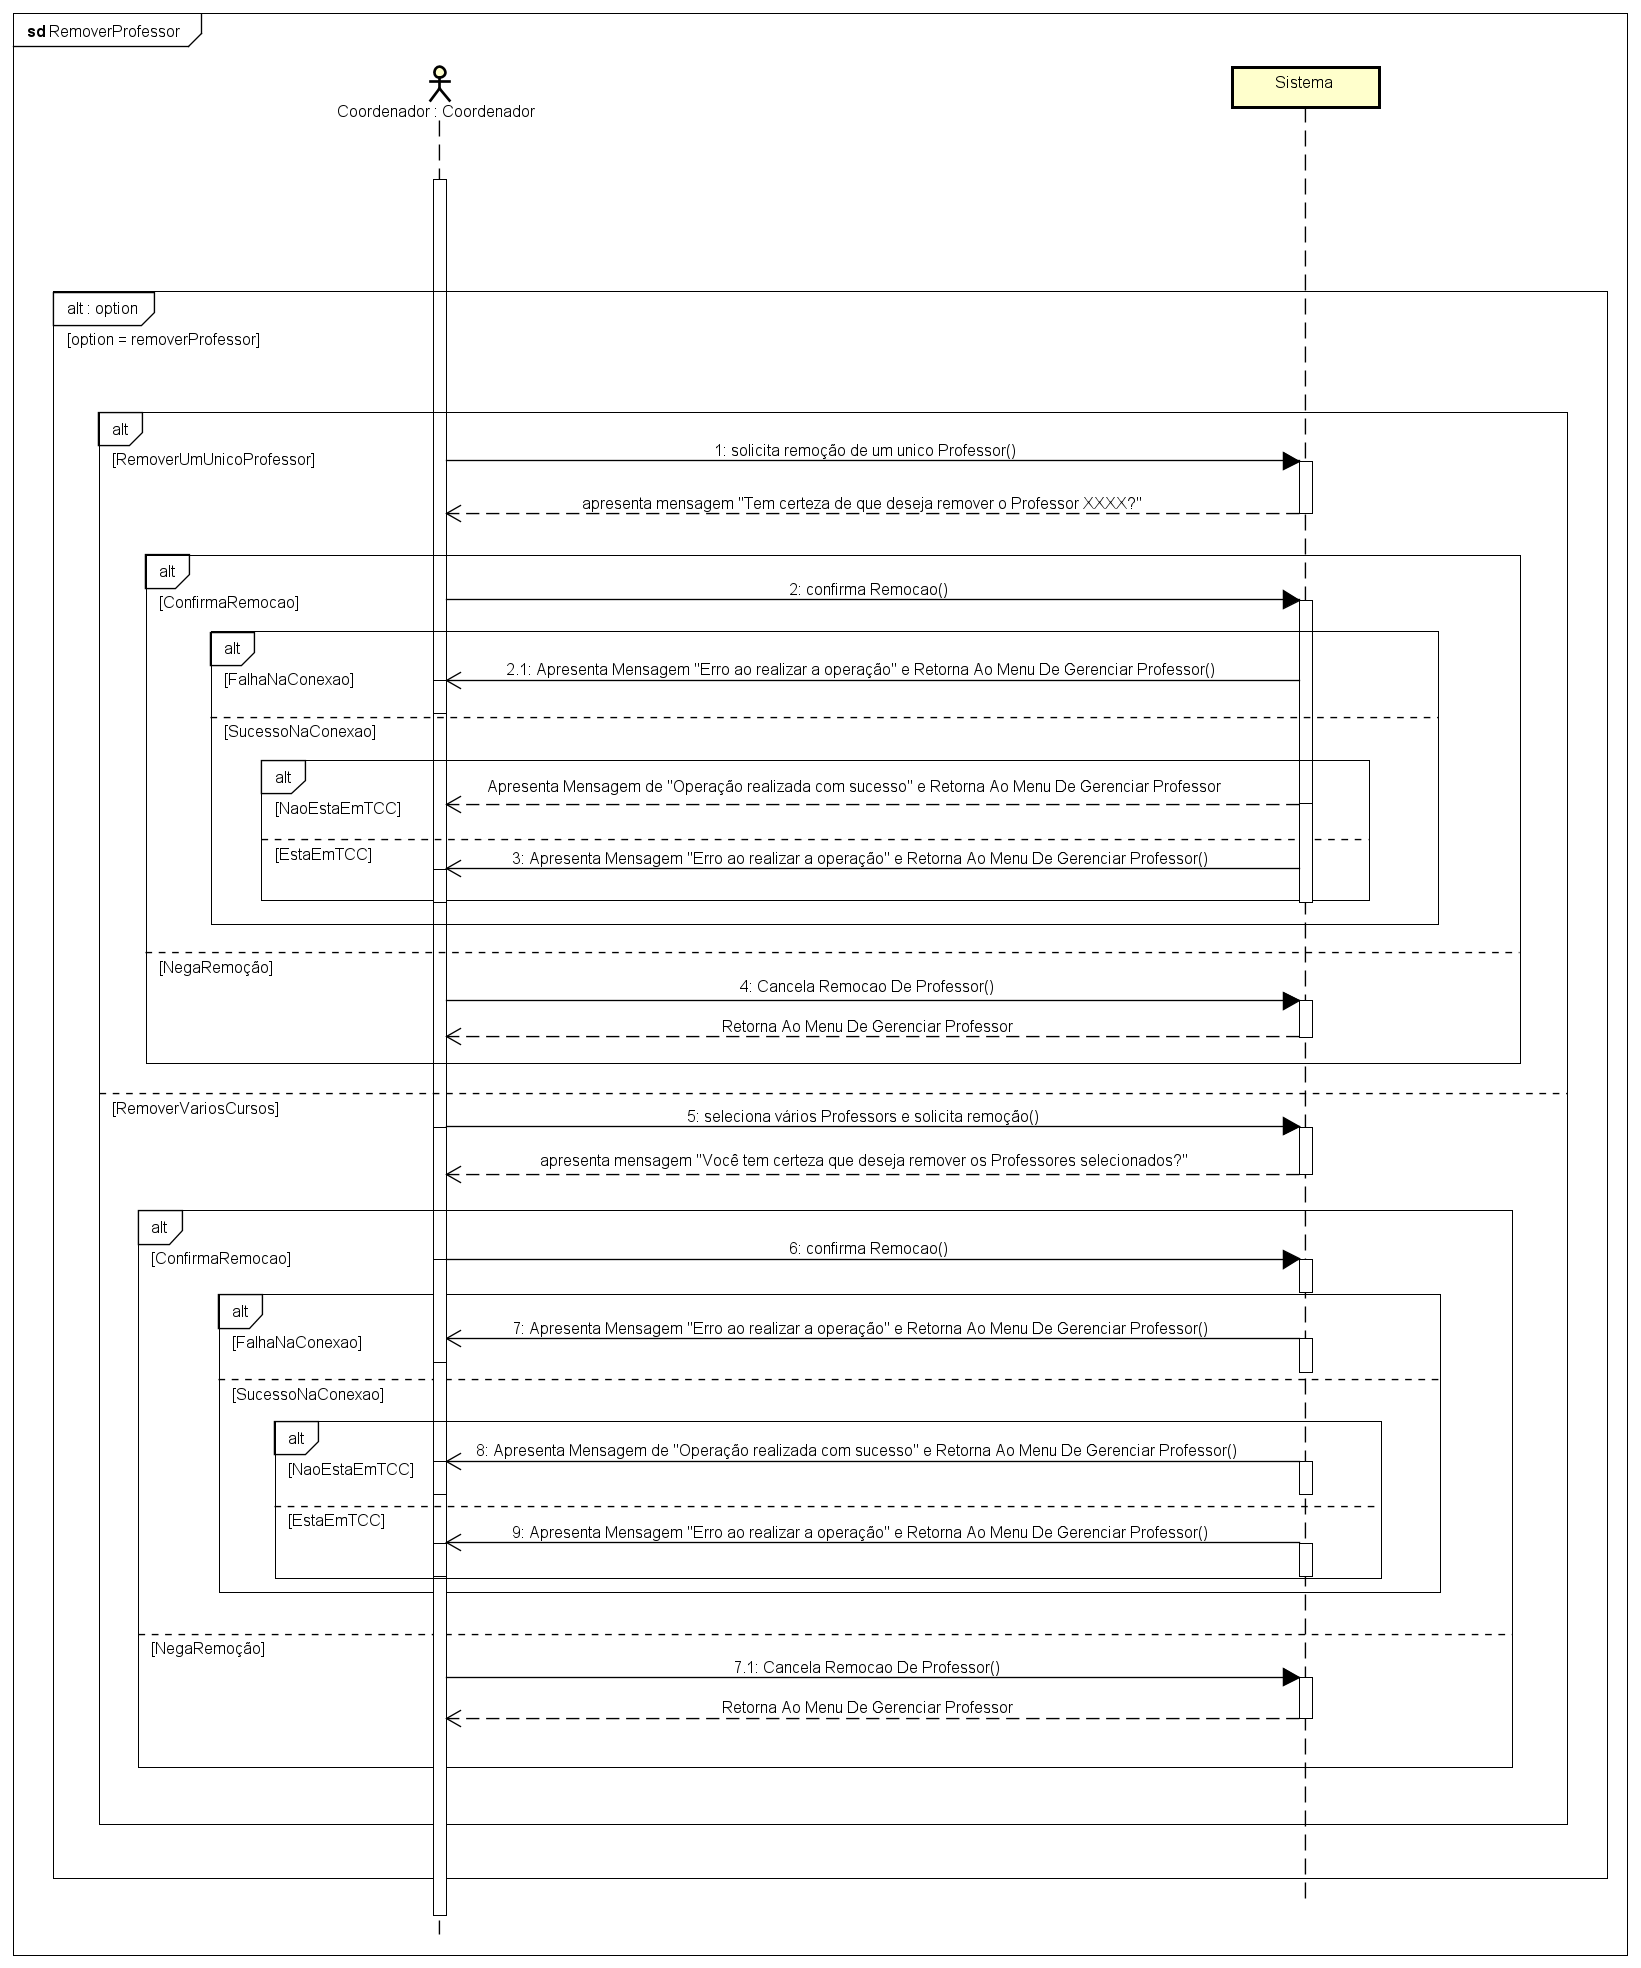 sd RemoverProfessor
Coordenador : Coordenador
Sistema
alt : option
[option = removerProfessor]
alt
[RemoverUmUnicoProfessor]
1: solicita remoção de um unico Professor()
apresenta mensagem "Tem certeza de que deseja remover o Professor XXXX?"
alt
[ConfirmaRemocao]
2: confirma Remocao()
alt
[FalhaNaConexao]
2.1: Apresenta Mensagem "Erro ao realizar a operação" e Retorna Ao Menu De Gerenciar Professor()
[SucessoNaConexao]
alt
[NaoEstaEmTCC]
Apresenta Mensagem de "Operação realizada com sucesso" e Retorna Ao Menu De Gerenciar Professor
[EstaEmTCC]
3: Apresenta Mensagem "Erro ao realizar a operação" e Retorna Ao Menu De Gerenciar Professor()
[NegaRemoção]
4: Cancela Remocao De Professor()
Retorna Ao Menu De Gerenciar Professor
[RemoverVariosCursos]
5: seleciona vários Professors e solicita remoção()
apresenta mensagem "Você tem certeza que deseja remover os Professores selecionados?"
alt
[ConfirmaRemocao]
6: confirma Remocao()
alt
[FalhaNaConexao]
7: Apresenta Mensagem "Erro ao realizar a operação" e Retorna Ao Menu De Gerenciar Professor()
[SucessoNaConexao]
alt
[NaoEstaEmTCC]
8: Apresenta Mensagem de "Operação realizada com sucesso" e Retorna Ao Menu De Gerenciar Professor()
[EstaEmTCC]
9: Apresenta Mensagem "Erro ao realizar a operação" e Retorna Ao Menu De Gerenciar Professor()
[NegaRemoção]
7.1: Cancela Remocao De Professor()
Retorna Ao Menu De Gerenciar Professor